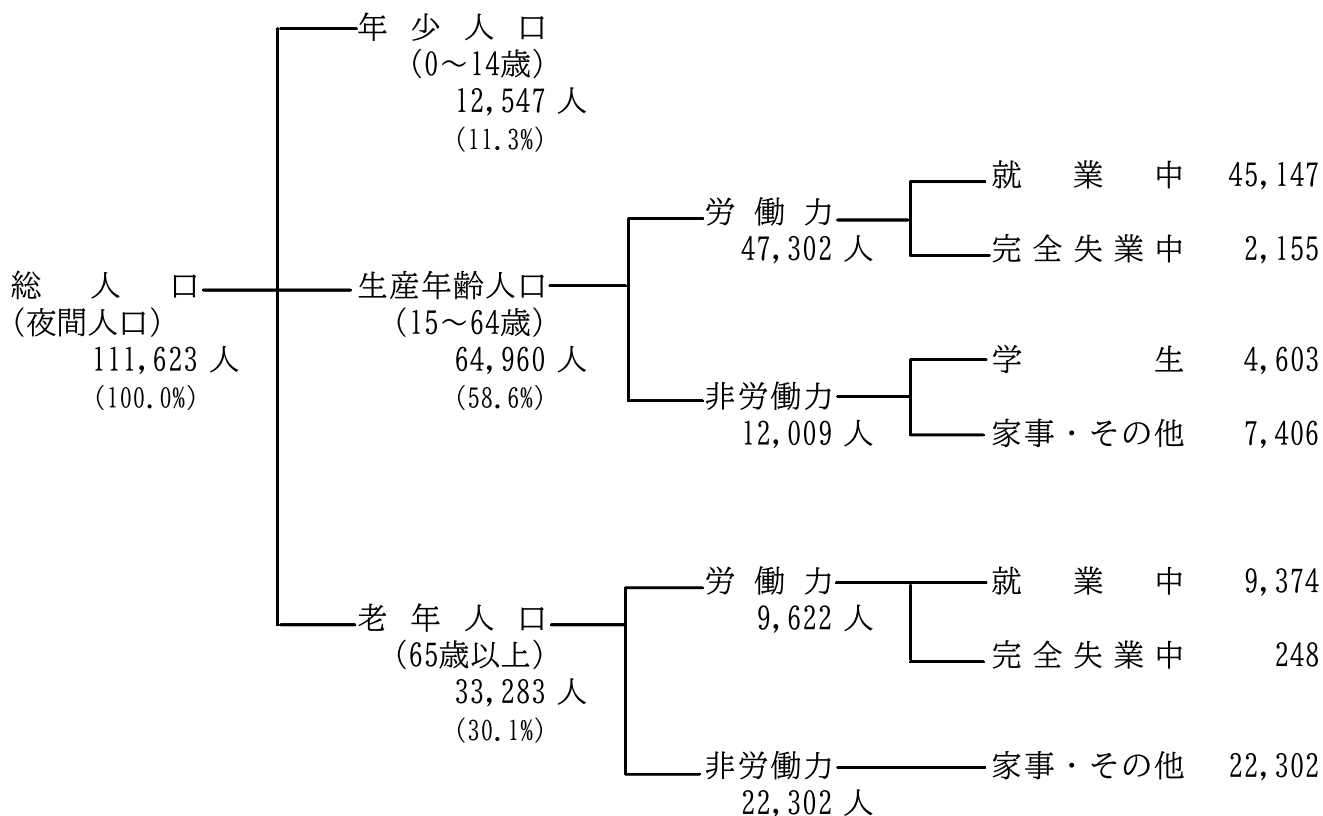 総人口
(夜間人口)
111,623 人
(100.0%)
年少人口
(0～14歳)
12,547 人
(11.3%)
生産年齢人口
(15～64歳)
64,960 人
(58.6%)
労働力
47,302 人
就業中 45,147
完全失業中 2,155
非労働力
12,009 人
学生 4,603
家事・その他 7,406
老年人口
(65歳以上)
33,283 人
(30.1%)
労働力
9,622 人
就業中 9,374
完全失業中 248
非労働力
22,302 人
家事・その他 22,302